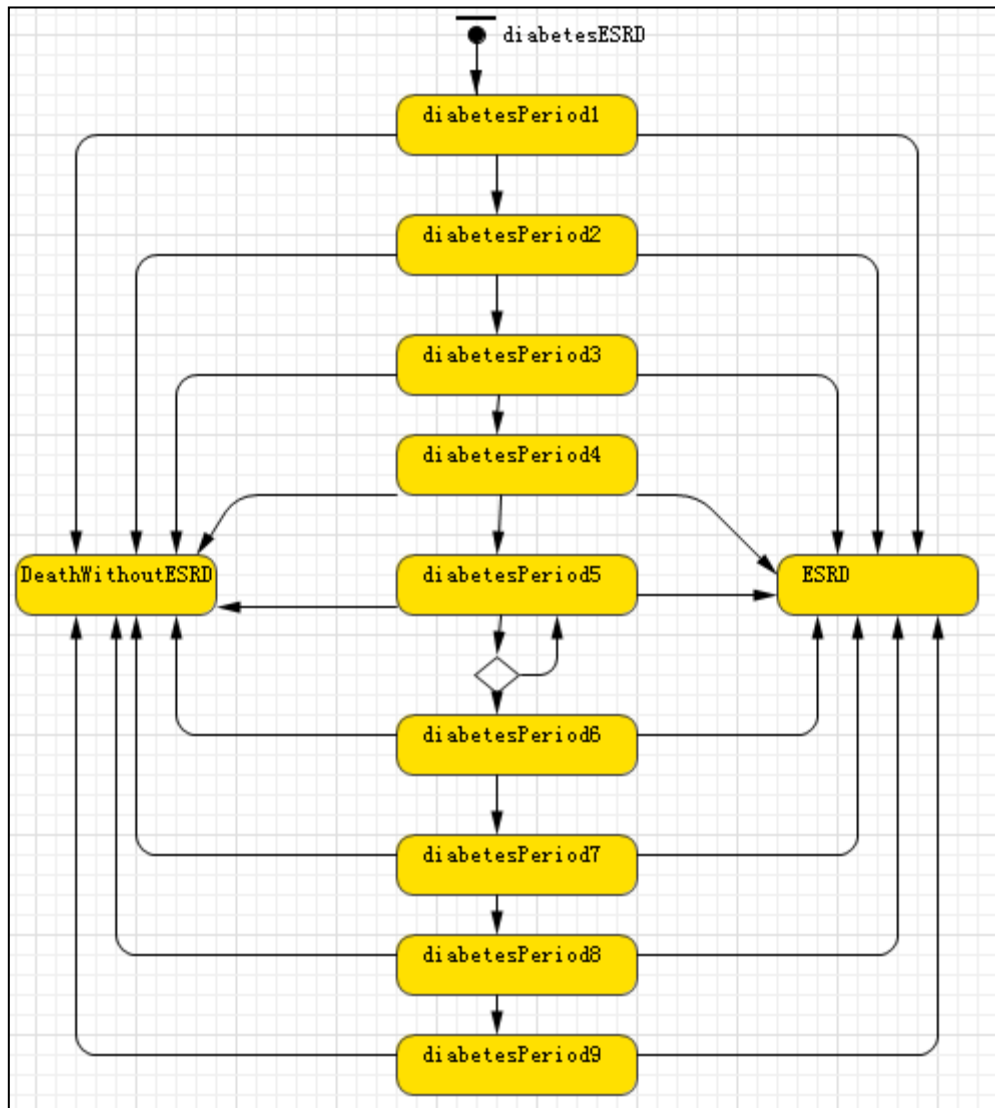 diabetesESRD
diabetesPeriod1
diabetesPeriod2
diabetesPeriod3
diabetesPeriod4
DeathWithoutESRD
diabetesPeriod5
ESRD
diabetesPeriod6
diabetesPeriod7
diabetesPeriod8
diabetesPeriod9